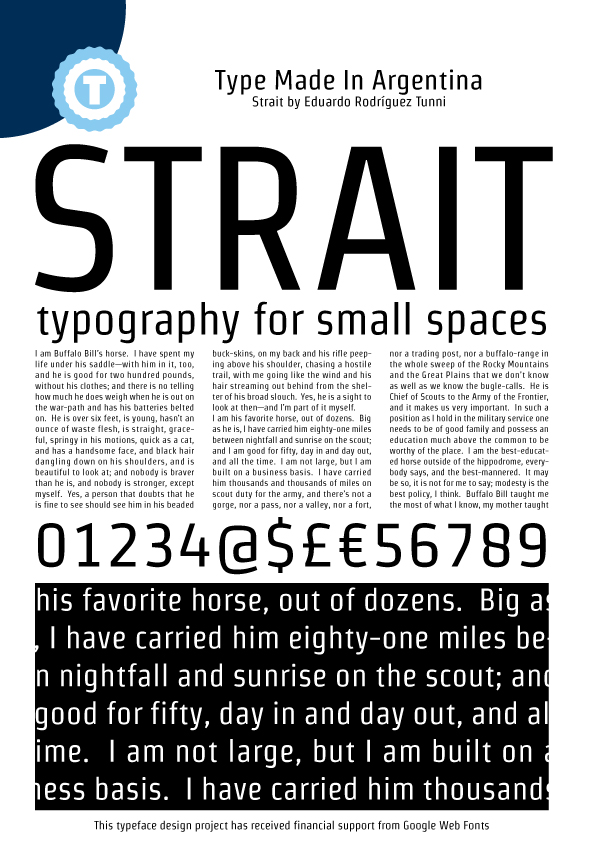 T
Type Made In Argentina
Strait by Eduardo Rodríguez Tunni
STRAIT
typography for small spaces
I am Buffalo Bill's horse. I have spent my
life under his saddle—with him in it, too,
and he is good for two hundred pounds,
without his clothes; and there is no telling
how much he does weigh when he is out on
the war-path and has his batteries belted
on. He is over six feet, is young, hasn't an
ounce of waste flesh, is straight, grace-
ful, springy in his motions, quick as a cat,
and has a handsome face, and black hair
dangling down on his shoulders, and is
beautiful to look at; and nobody is braver
than he is, and nobody is stronger, except
myself. Yes, a person that doubts that he
is fine to see should see him in his beaded
buck-skins, on my back and his rifle peep-
ing above his shoulder, chasing a hostile
trail, with me going like the wind and his
hair streaming out behind from the shel-
ter of his broad slouch. Yes, he is a sight to
look at then—and I'm part of it myself.
I am his favorite horse, out of dozens. Big
as he is, I have carried him eighty-one miles
between nightfall and sunrise on the scout;
and I am good for fifty, day in and day out,
and all the time. I am not large, but I am
built on a business basis. I have carried
him thousands and thousands of miles on
scout duty for the army, and there's not a
gorge, nor a pass, nor a valley, nor a fort,
nor a trading post, nor a buffalo-range in
the whole sweep of the Rocky Mountains
and the Great Plains that we don't know
as well as we know the bugle-calls. He is
Chief of Scouts to the Army of the Frontier,
and it makes us very important. In such a
position as I hold in the military service one
needs to be of good family and possess an
education much above the common to be
worthy of the place. I am the best-educat-
ed horse outside of the hippodrome, every-
body says, and the best-mannered. It may
be so, it is not for me to say; modesty is the
best policy, I think. Buffalo Bill taught me
the most of what I know, my mother taught
01234@$£€56789
his favorite horse, out of dozens. Big as
, I have carried him eighty-one miles be-
n nightfall and sunrise on the scout; and
good for fifty, day in and day out, and al
ime. I am not large, but I am built on a
ness basis. I have carried him thousands
This typeface design project has received financial support from Google Web Fonts